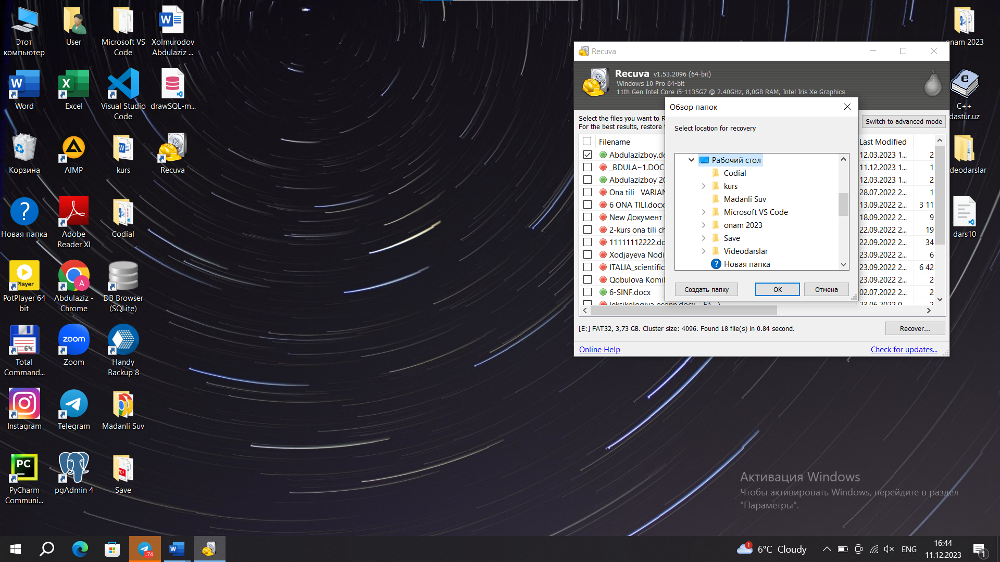 Этот
компьютер
User
Microsoft VS
Code
Xolmurodov
Abdulaziz ...
Word
Excel
Visual Studio
Code
drawSQL-m...
Корзина
AIMP
kurs
Recuva
Новая папка
Adobe
Reader XI
Codial
PotPlayer 64
bit
Abdulaziz -
Chrome
DB Browser
(SQLite)
Total
Command...
Zoom
Handy
Backup 8
Instagram
Telegram
Madanli Suv
PyCharm
Communi...
pgAdmin 4
Save
onam 2023
C++
dastur.uz
deodarslar
dars10
Recuva
Recuva v1.53.2096 (64-bit)
Windows 10 Pro 64-bit
11th Gen Intel Core i5-1135G7 @ 2.40GHz, 8,0GB RAM, Intel Iris Xe Graphics
Select the files you want to R
For the best results, restore
Switch to advanced mode
Filename
Last Modified
Abdulazizboy.do
12.03.2023 1...
2
_BDULA~1.DOC
11.12.2023 1...
1
Abdulazizboy 20
12.03.2023 1...
2
Ona tili VARIAN
28.07.2022 2...
1
6 ONA TILI.docx
13.09.2022 2...
3 11
New Документ
18.09.2022 2...
9
2-kurs ona tili ch
22.09.2022 2...
19
11111112222.do
22.09.2022 2...
34
Xodjayeva Nodi
23.09.2022 2...
6
ITALIA_scientific
23.09.2022 2...
6 42
Qobulova Komil
23.09.2022 2...
2
6-SINF.docx
02.07.2022 2...
2
leksikologiya osonn.docx
23.06.2022 0...
[E:] FAT32, 3,73 GB. Cluster size: 4096. Found 18 file(s) in 0.84 second.
Recover...
Online Help
Check for updates...
Обзор папок
Select location for recovery
Рабочий стол
Codial
kurs
Madanli Suv
Microsoft VS Code
onam 2023
Save
Videodarslar
Новая папка
Создать папку
ОК
Отмена
Активация Windows
Чтобы активировать Windows, перейдите в раздел
"Параметры".
..74
1
6°C Cloudy
ENG
16:44
11.12.2023
1